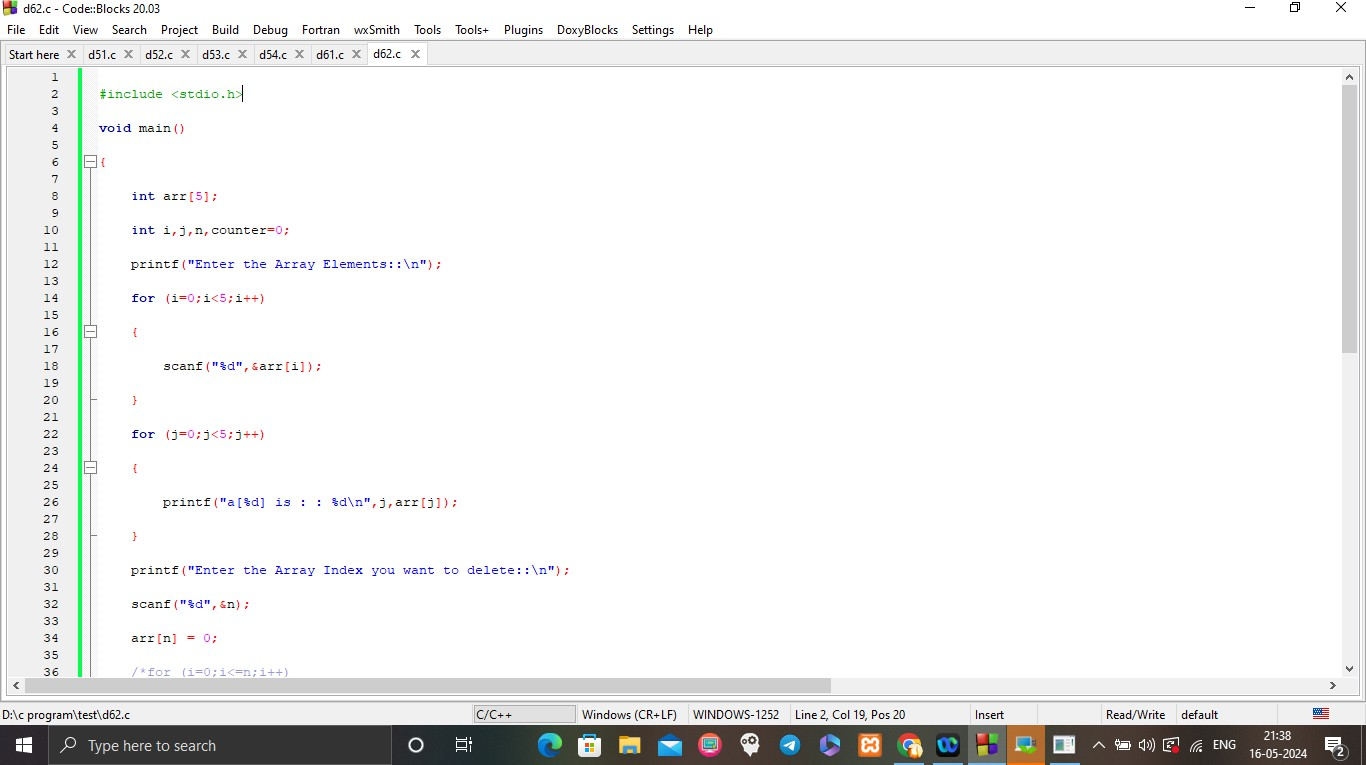 d62.c - Code::Blocks 20.03
File Edit View Search Project Build Debug Fortran wxSmith Tools Tools+ Plugins DoxyBlocks Settings Help
Start here d51.c d52.c d53.c d54.c d61.c d62.c
1
2 #include <stdio.h>
3
4 void main()
5
6 {
7
8 int arr[5];
9
10 int i,j,n,counter=0;
11
12 printf("Enter the Array Elements::\n");
13
14 for (i=0;i<5;i++)
15
16 {
17
18 scanf("%d",&arr[i]);
19
20 }
21
22 for (j=0;j<5;j++)
23
24 {
25
26 printf("a[%d] is : : %d\n",j,arr[j]);
27
28 }
29
30 printf("Enter the Array Index you want to delete::\n");
31
32 scanf("%d",&n);
33
34 arr[n] = 0;
35
36 /*for (i=0;i<=n;i++)
D:\c program\test\d62.c C/C++ Windows (CR+LF) WINDOWS-1252 Line 2, Col 19, Pos 20 Insert Read/Write default
Type here to search ENG 21:38
16-05-2024 2